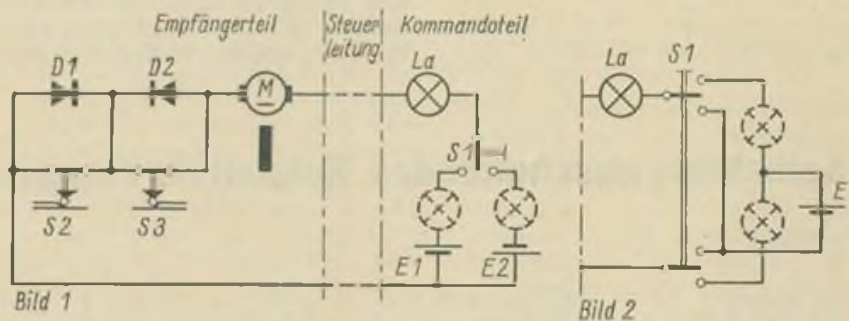 Empfängerteil
Steuer-
leitung
Kommandoteil
D1
D2
M
La
S1
S2
S3
E1
E2
Bild 1
La
S1
E
Bild 2